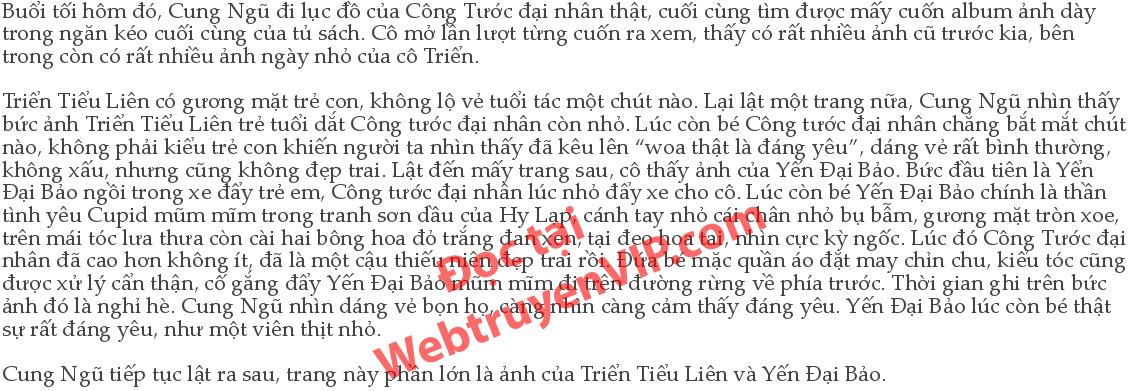 Buổi tối hôm đó, Cung Ngũ đi lục đồ của Công Tước đại nhân thật, cuối cùng tìm được mấy cuốn album ảnh dày
trong ngăn kéo cuối cùng của tủ sách. Cô mở lần lượt từng cuốn ra xem, thấy có rất nhiều ảnh cũ trước kia, bên
trong còn có rất nhiều ảnh ngày nhỏ của cô Triển.
Triển Tiểu Liên có gương mặt trẻ con, không lộ vẻ tuổi tác một chút nào. Lại lật một trang nữa, Cung Ngũ nhìn thấy
bức ảnh Triển Tiểu Liên trẻ tuổi dắt Công tước đại nhân còn nhỏ. Lúc còn bé Công tước đại nhân chẳng bắt mắt chút
nào, không phải kiểu trẻ con khiến người ta nhìn thấy đã kêu lên “woa thật là đáng yêu”, dáng vẻ rất bình thường,
không xấu, nhưng cũng không đẹp trai. Lật đến mấy trang sau, cô thấy ảnh của Yến Đại Bảo. Bức đầu tiên là Yến
Đại Bảo ngồi trong xe đẩy trẻ em, Công tước đại nhân lúc nhỏ đẩy xe cho cô. Lúc còn bé Yến Đại Bảo chính là thần
tình yêu Cupid mũm mĩm trong tranh sơn dầu của Hy Lạp, cánh tay nhỏ cái chân nhỏ bụ bẫm, gương mặt tròn xoe,
trên mái tóc lưa thưa còn cài hai bông hoa đỏ trắng đan xen, tai đeo hoa tai, nhìn cực kỳ ngốc. Lúc đó Công Tước đại
nhân đã cao hơn không ít, đã là một cậu thiếu niên đẹp trai rồi. Đứa bé mặc quần áo đặt may chỉn chu, kiểu tóc cũng
được xử lý cẩn thận, cố gắng đẩy Yến Đại Bảo mũm mĩm đi trên đường rừng về phía trước. Thời gian ghi trên bức
ảnh đó là nghỉ hè. Cung Ngũ nhìn dáng vẻ bọn họ, càng nhìn càng cảm thấy đáng yêu. Yến Đại Bảo lúc còn bé thật
sự rất đáng yêu, như một viên thịt nhỏ.
Cung Ngũ tiếp tục lật ra sau, trang này phần lớn là ảnh của Triển Tiểu Liên và Yến Đại Bảo.
Đọc tại
WebtruyenVIP.com